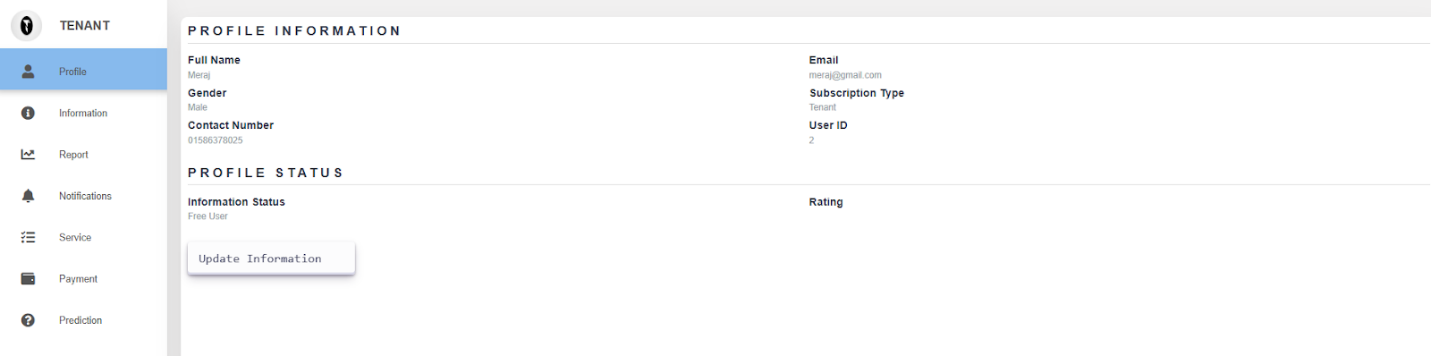 TENANT
Profile
Information
Report
Notifications
Service
Payment
Prediction
PROFILE INFORMATION
Full Name
Meraj
Email
meraj@gmail.com
Gender
Male
Subscription Type
Tenant
Contact Number
01586378025
User ID
2
PROFILE STATUS
Information Status
Free User
Rating
Update Information